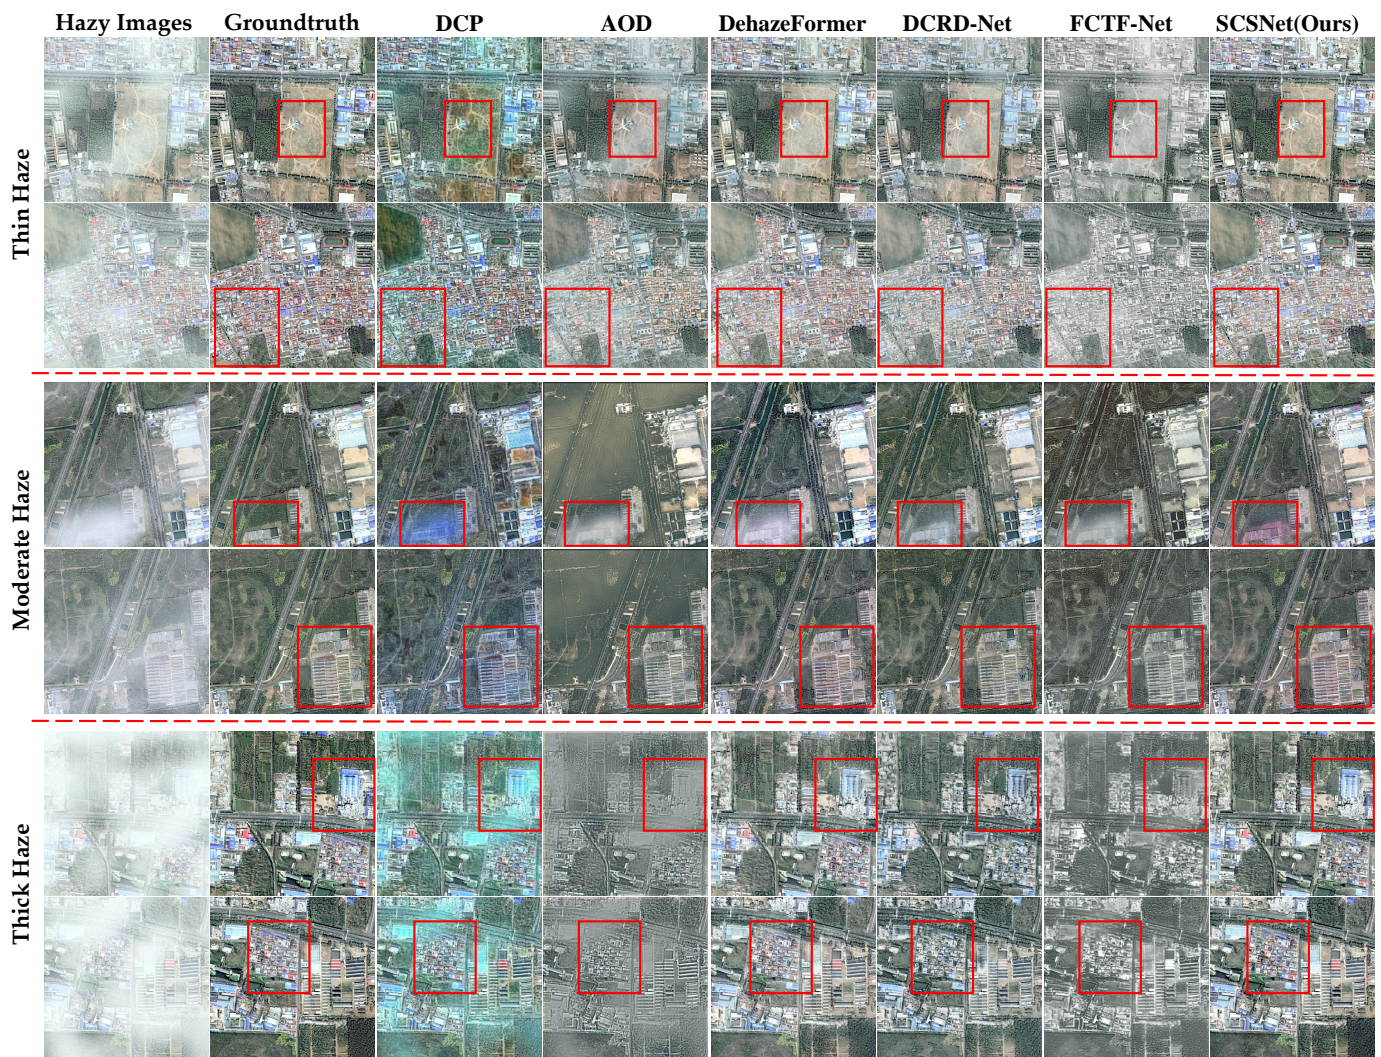 Hazy Images Groundtruth DCP AOD DehazeFormer DCRD-Net FCTF-Net SCSNet(Ours)
Thin Haze
Moderate Haze
Thick Haze